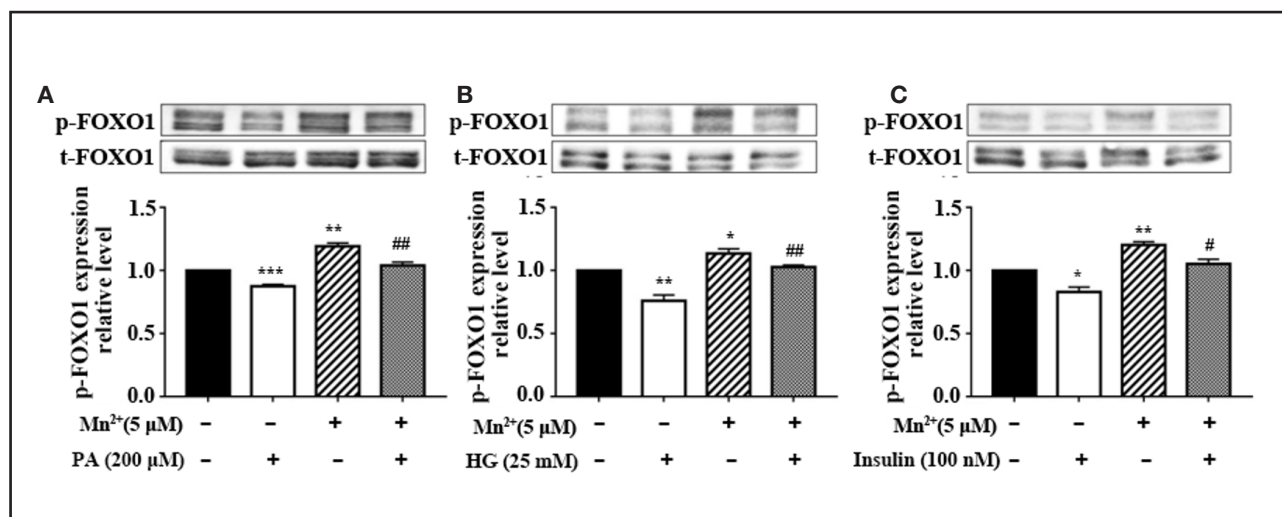 A
p-FOXO1
t-FOXO1
p-FOXO1 expression
relative level
1.5
1.0
0.5
0.0
***
**
##
Mn²⁺(5 μM) – – + +
PA (200 μM) – + – +
B
p-FOXO1
t-FOXO1
p-FOXO1 expression
relative level
1.5
1.0
0.5
0.0
**
*
##
Mn²⁺(5 μM) – – + +
HG (25 mM) – + – +
C
p-FOXO1
t-FOXO1
p-FOXO1 expression
relative level
1.5
1.0
0.5
0.0
*
**
#
Mn²⁺(5 μM) – – + +
Insulin (100 nM) – + – +